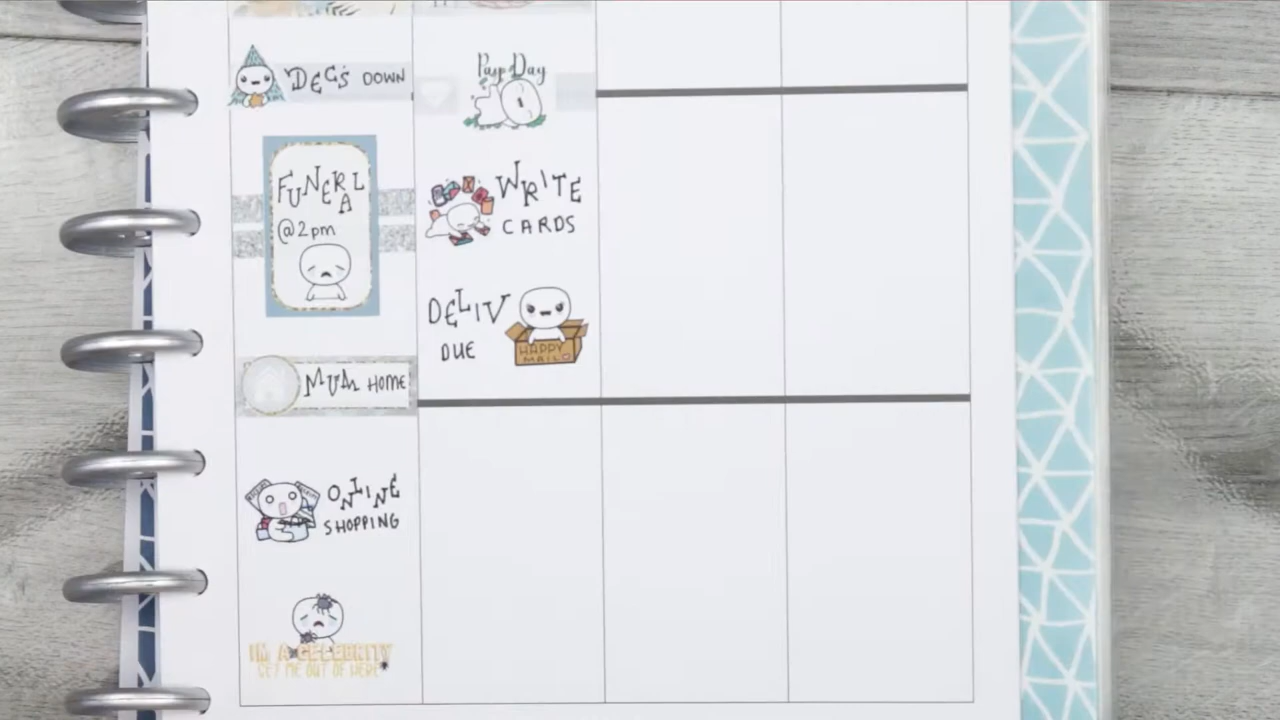 DEC'S DOWN
FUNERAL
@2pm
MUM HOME
ONLINE
SHOPPING
I'M A CELEBRITY
GET ME OUT OF HERE
Pay Day
WRITE
CARDS
DELIV
DUE
HAPPY
MAIL